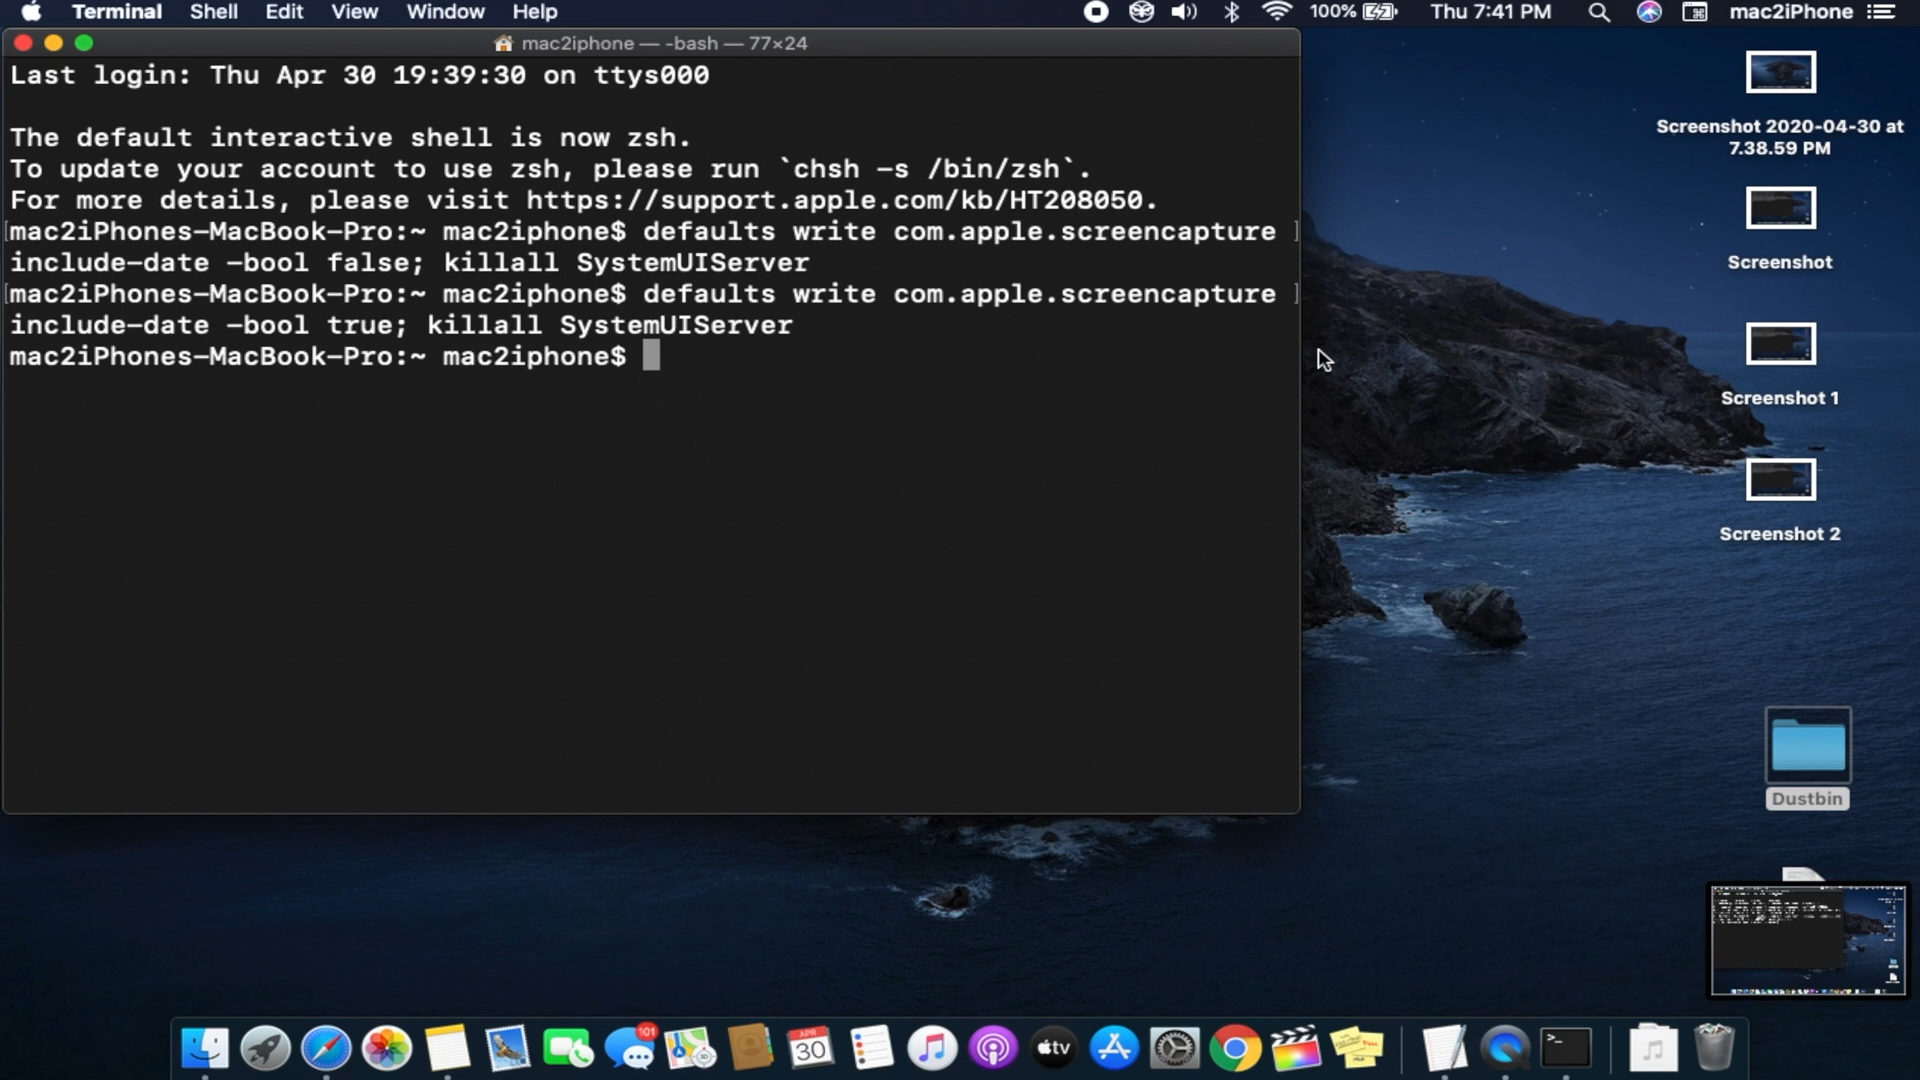 Terminal Shell Edit View Window Help
100% Thu 7:41 PM mac2iPhone
mac2iphone — -bash — 77×24
Last login: Thu Apr 30 19:39:30 on ttys000
The default interactive shell is now zsh.
To update your account to use zsh, please run `chsh -s /bin/zsh`.
For more details, please visit https://support.apple.com/kb/HT208050.
[mac2iPhones-MacBook-Pro:~ mac2iphone$ defaults write com.apple.screencapture ]
include-date -bool false; killall SystemUIServer
[mac2iPhones-MacBook-Pro:~ mac2iphone$ defaults write com.apple.screencapture ]
include-date -bool true; killall SystemUIServer
mac2iPhones-MacBook-Pro:~ mac2iphone$
Screenshot 2020-04-30 at
7.38.59 PM
Screenshot
Screenshot 1
Screenshot 2
Dustbin
101
APR
30
tv
>_